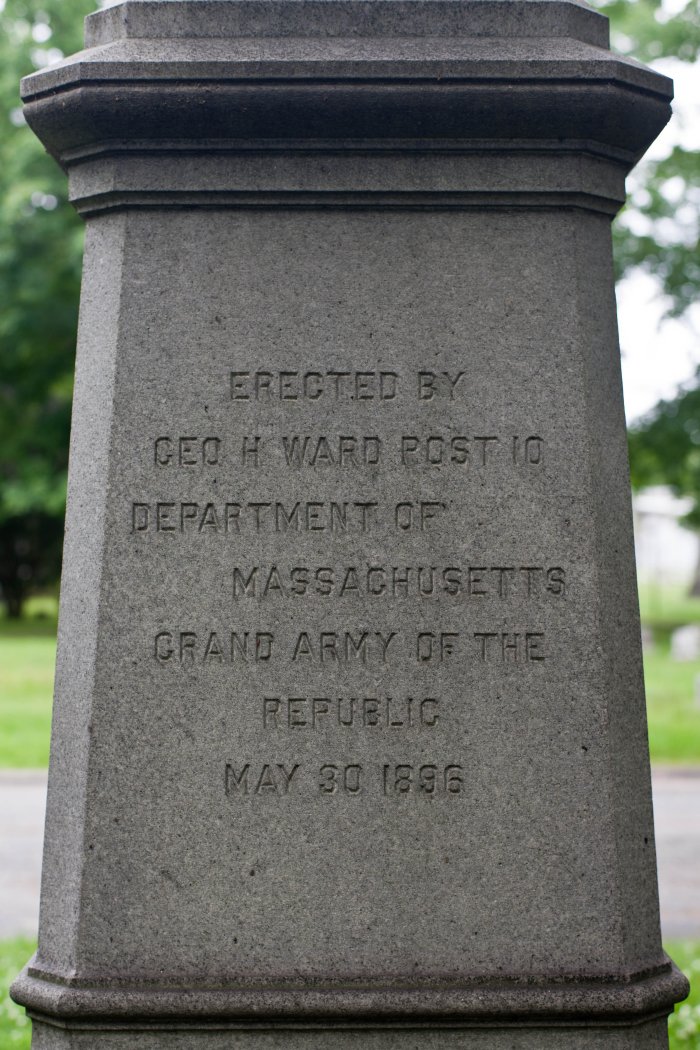 ERECTED BY
GEO H WARD POST 10
DEPARTMENT OF
MASSACHUSETTS
GRAND ARMY OF THE
REPUBLIC
MAY 30 1896